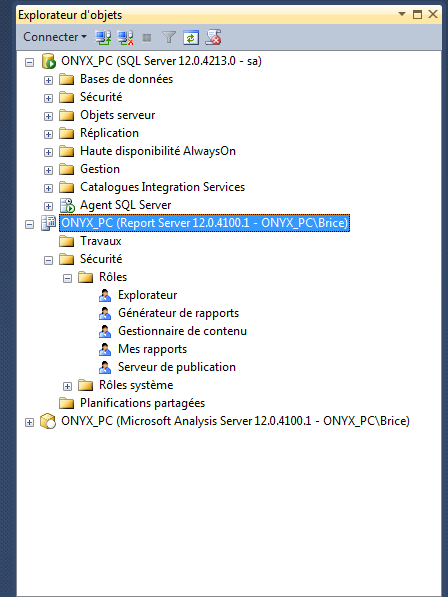 Explorateur d'objets
Connecter
ONYX_PC (SQL Server 12.0.4213.0 - sa)
Bases de données
Sécurité
Objets serveur
Réplication
Haute disponibilité AlwaysOn
Gestion
Catalogues Integration Services
Agent SQL Server
ONYX_PC (Report Server 12.0.4100.1 - ONYX_PC\Brice)
Travaux
Sécurité
Rôles
Explorateur
Générateur de rapports
Gestionnaire de contenu
Mes rapports
Serveur de publication
Rôles système
Planifications partagées
ONYX_PC (Microsoft Analysis Server 12.0.4100.1 - ONYX_PC\Brice)